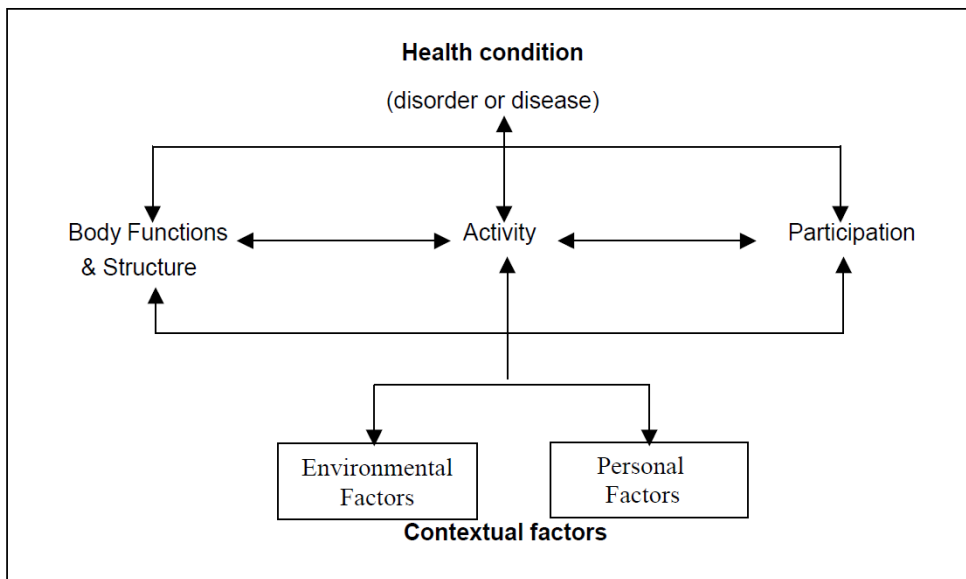 Health condition
(disorder or disease)
Body Functions
& Structure
Activity
Participation
Environmental
Factors
Personal
Factors
Contextual factors